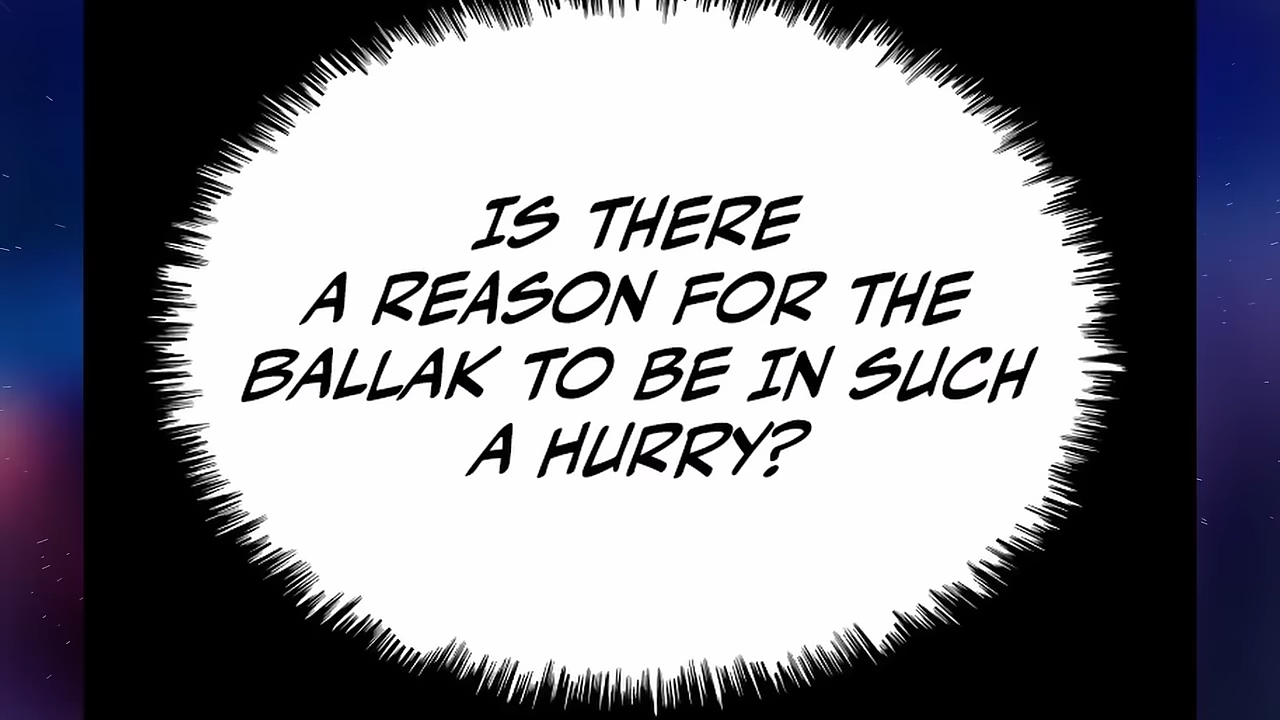 IS THERE
A REASON FOR THE
BALLAK TO BE IN SUCH
A HURRY?